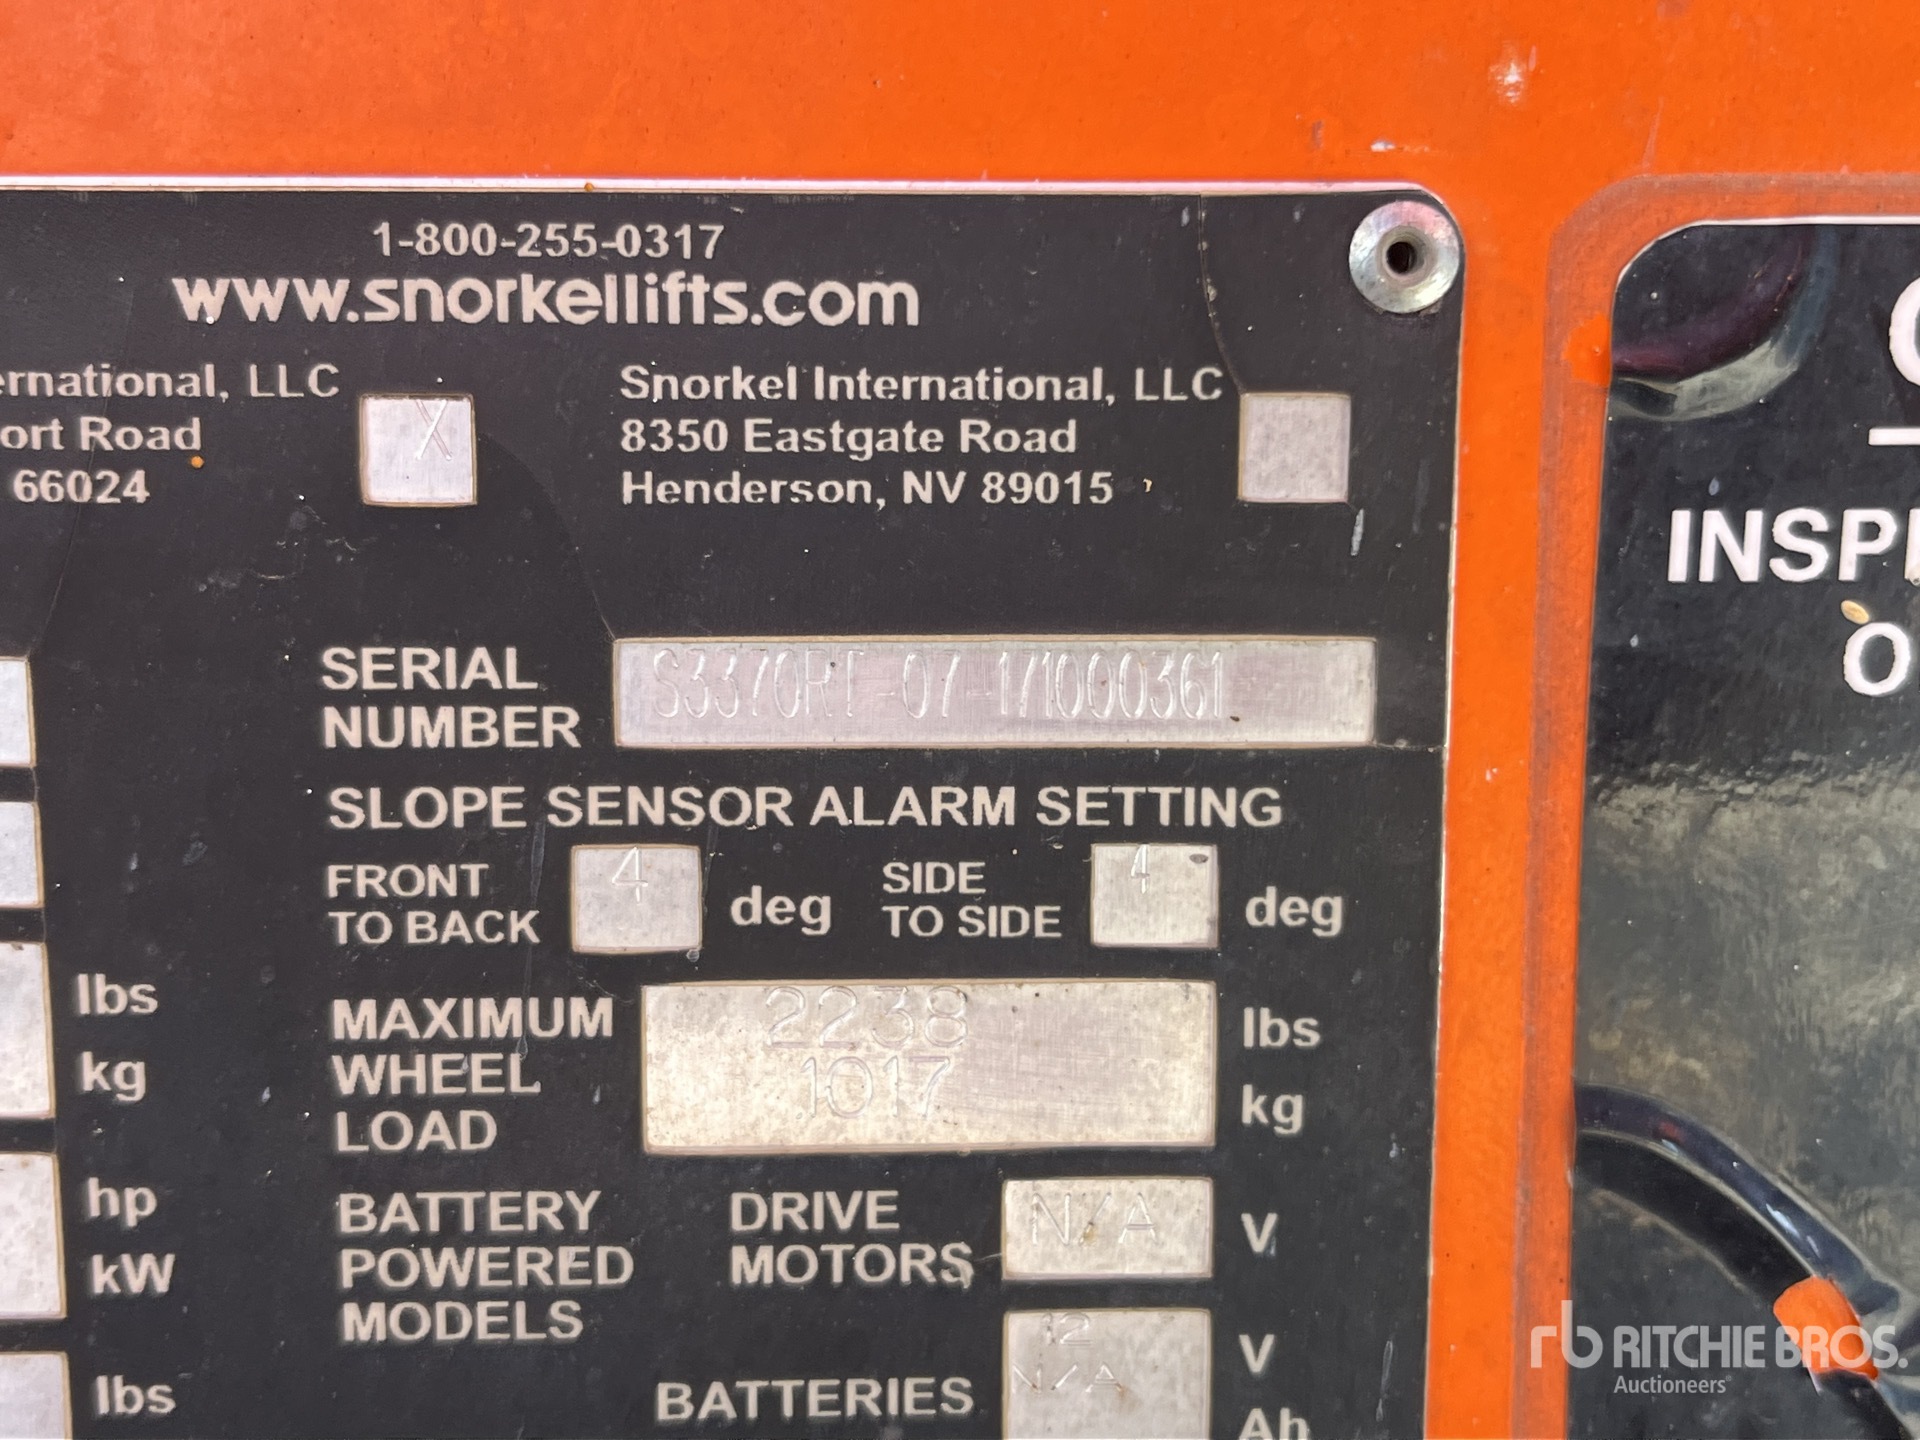 1-800-255-0317
www.snorkellifts.com
ernational, LLC
ort Road
66024
X
Snorkel International, LLC
8350 Eastgate Road
Henderson, NV 89015
SERIAL
NUMBER
S3370RT-07-171000361
SLOPE SENSOR ALARM SETTING
FRONT
TO BACK
4
deg
SIDE
TO SIDE
4
deg
lbs
kg
MAXIMUM
WHEEL
LOAD
2238
1017
lbs
kg
hp
kW
BATTERY
POWERED
MODELS
DRIVE
MOTORS
N/A
V
BATTERIES
12
N/A
V
Ah
lbs
INSP
O
rb RITCHIE BROS.
Auctioneers